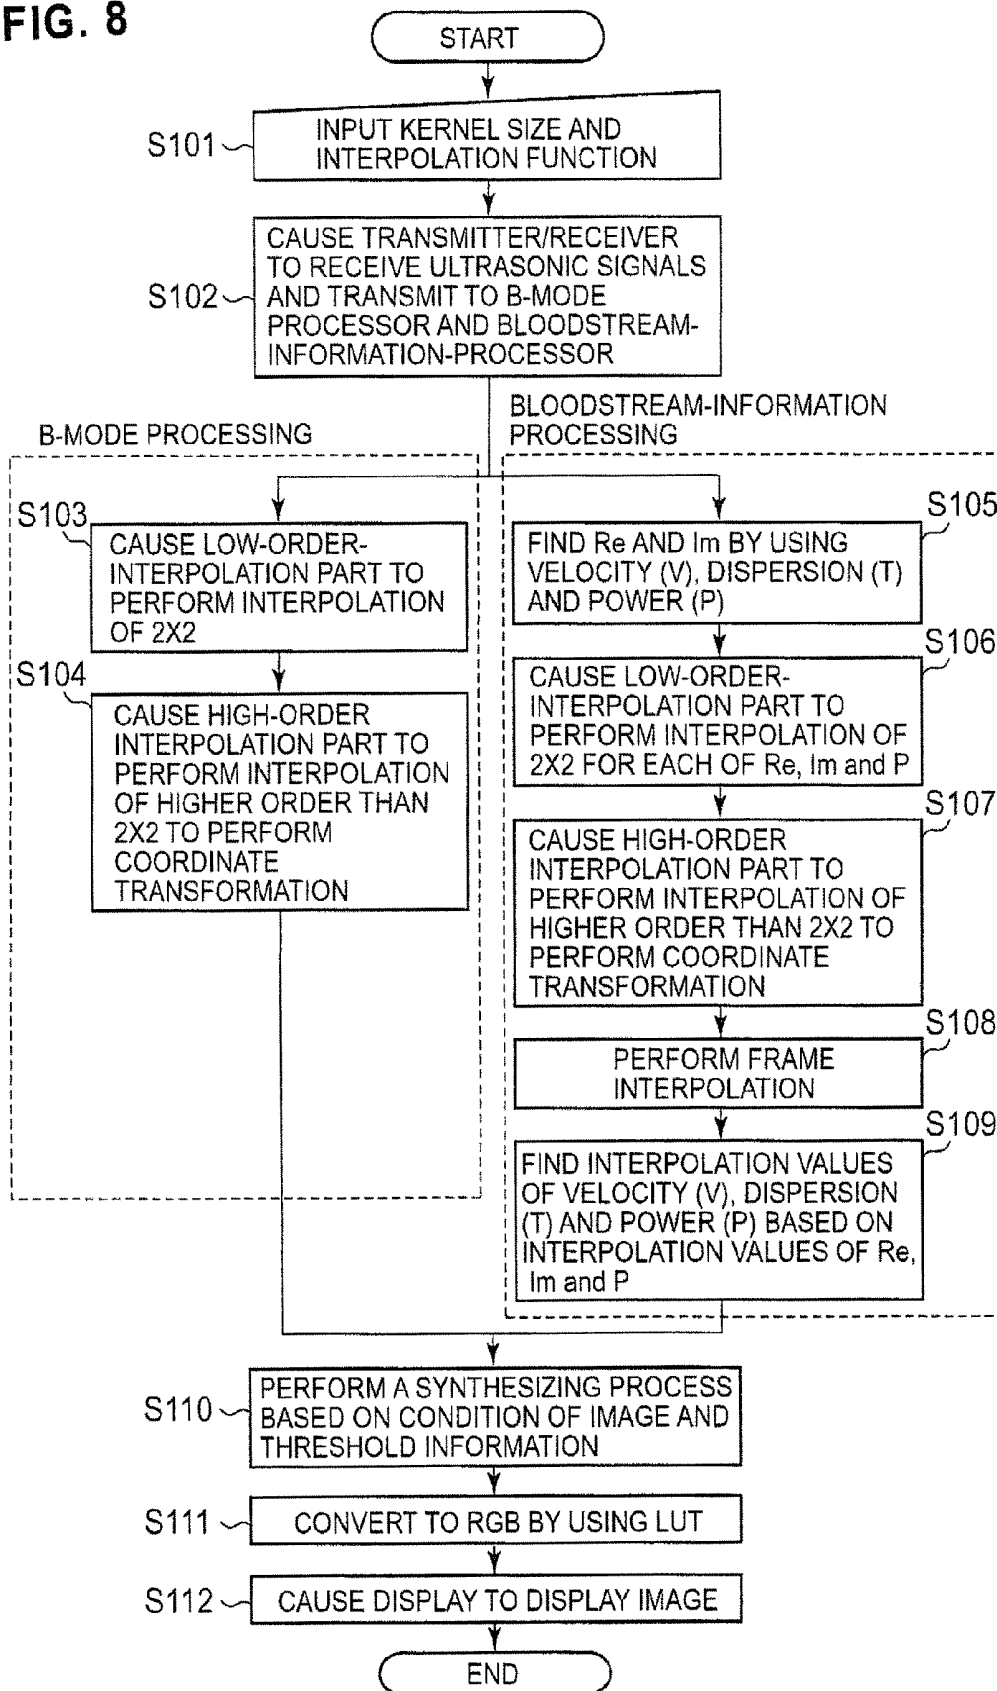 FIG. 8
START
S101
INPUT KERNEL SIZE AND
INTERPOLATION FUNCTION
S102
CAUSE TRANSMITTER/RECEIVER
TO RECEIVE ULTRASONIC SIGNALS
AND TRANSMIT TO B-MODE
PROCESSOR AND BLOODSTREAM-
INFORMATION-PROCESSOR
B-MODE PROCESSING
S103
CAUSE LOW-ORDER-
INTERPOLATION PART TO
PERFORM INTERPOLATION
OF 2X2
S104
CAUSE HIGH-ORDER
INTERPOLATION PART TO
PERFORM INTERPOLATION
OF HIGHER ORDER THAN
2X2 TO PERFORM
COORDINATE
TRANSFORMATION
BLOODSTREAM-INFORMATION
PROCESSING
S105
FIND Re AND Im BY USING
VELOCITY (V), DISPERSION (T)
AND POWER (P)
S106
CAUSE LOW-ORDER-
INTERPOLATION PART TO
PERFORM INTERPOLATION OF
2X2 FOR EACH OF Re, Im and P
S107
CAUSE HIGH-ORDER
INTERPOLATION PART TO
PERFORM INTERPOLATION OF
HIGHER ORDER THAN 2X2 TO
PERFORM COORDINATE
TRANSFORMATION
S108
PERFORM FRAME
INTERPOLATION
S109
FIND INTERPOLATION VALUES
OF VELOCITY (V), DISPERSION
(T) AND POWER (P) BASED ON
INTERPOLATION VALUES OF Re,
Im and P
S110
PERFORM A SYNTHESIZING PROCESS
BASED ON CONDITION OF IMAGE AND
THRESHOLD INFORMATION
S111
CONVERT TO RGB BY USING LUT
S112
CAUSE DISPLAY TO DISPLAY IMAGE
END